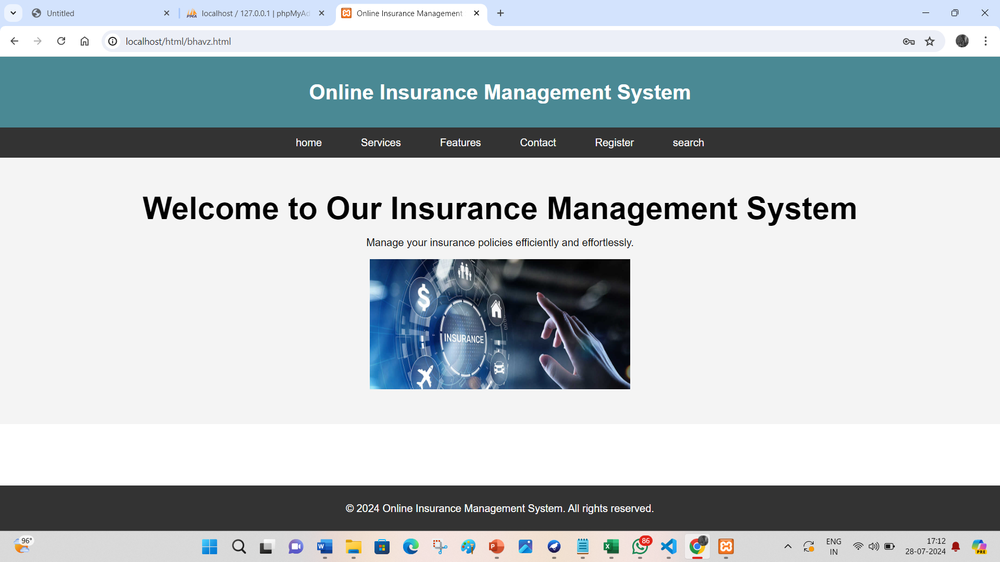 Untitled
localhost / 127.0.0.1 | phpMyAd
Online Insurance Management
localhost/html/bhavz.html
Online Insurance Management System
home Services Features Contact Register search
Welcome to Our Insurance Management System
Manage your insurance policies efficiently and effortlessly.
$
INSURANCE
© 2024 Online Insurance Management System. All rights reserved.
96°
86
ENG
IN
17:12
28-07-2024
PRE